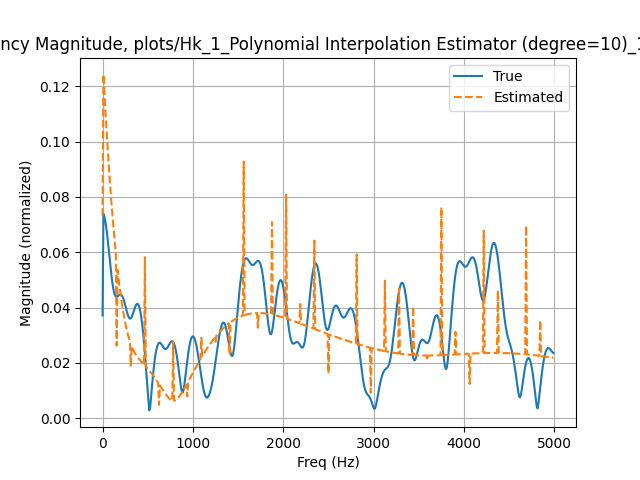 ncy Magnitude, plots/Hk_1_Polynomial Interpolation Estimator (degree=10)_1
True
Estimated
0.12
0.10
0.08
0.06
0.04
0.02
0.00
Magnitude (normalized)
0 1000 2000 3000 4000 5000
Freq (Hz)